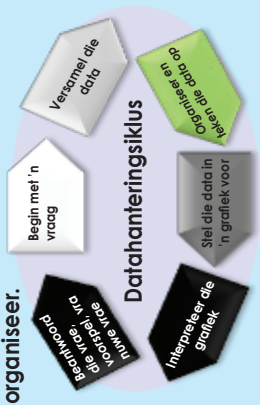 organiseer.
Begin met 'n
vraag
Versamel die
data
Organiseer en
teken die data op
Stel die data in
'n grafiek voor
Interpreteer die
grafiek
Beantwoord
die vrae,
voorspel, vra
nuwe vrae
Datahanteringsiklus